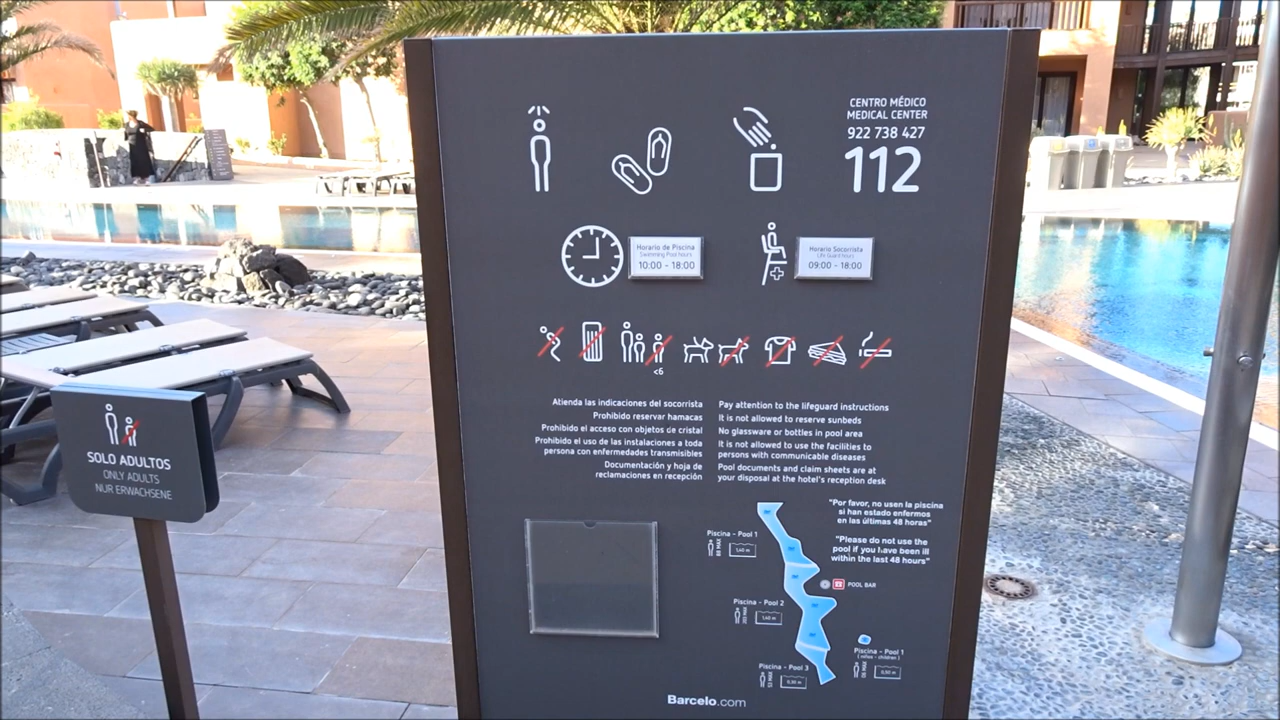 CENTRO MÉDICO
MEDICAL CENTER
922 738 427
112
Horario de Piscina
Swimming Pool hours
10:00 - 18:00
Horario Socorrista
Life Guard hours
09:00 - 18:00
<6
Atienda las indicaciones del socorrista
Prohibido reservar hamacas
Prohibido el acceso con objetos de cristal
Prohibido el uso de las instalaciones a toda
persona con enfermedades transmisibles
Documentación y hoja de
reclamaciones en recepción
Pay attention to the lifeguard instructions
It is not allowed to reserve sunbeds
No glassware or bottles in pool area
It is not allowed to use the facilities to
persons with communicable diseases
Pool documents and claim sheets are at
your disposal at the hotel's reception desk
"Por favor, no usen la piscina
si han estado enfermos
en las últimas 48 horas"
"Please do not use the
pool if you have been ill
within the last 48 hours"
Piscina - Pool 1
1,40 m
POOL BAR
Piscina - Pool 2
1,40 m
Piscina - Pool 1
( niños - children )
0,50 m
Piscina - Pool 3
Barcelo.com
SOLO ADULTOS
ONLY ADULTS
NUR ERWACHSENE